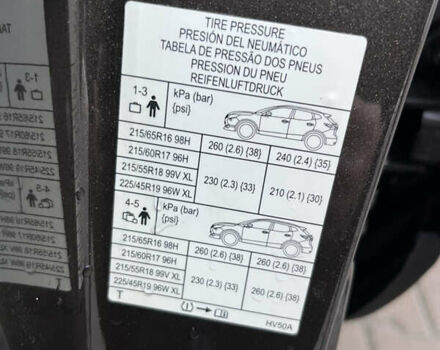 TIRE PRESSURE
PRESIÓN DEL NEUMÁTICO
TABELA DE PRESSÃO DOS PNEUS
PRESSION DU PNEU
REIFENLUFTDRUCK
1-3 kPa (bar) {psi}
215/65R16 98H 260 (2.6) {38} 240 (2.4) {35}
215/60R17 96H
215/55R18 99V XL 230 (2.3) {33} 210 (2.1) {30}
225/45R19 96W XL
4-5 kPa (bar) {psi}
215/65R16 98H 260 (2.6) {38} 260 (2.6) {38}
215/60R17 96H
215/55R18 99V XL 230 (2.3) {33} 260 (2.6) {38}
225/45R19 96W XL
T HV50A